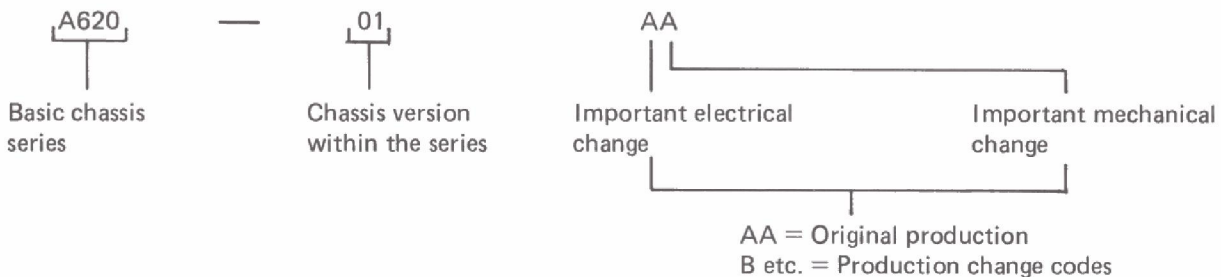 A620 — 01 AA
Basic chassis
series
Chassis version
within the series
Important electrical
change
Important mechanical
change
AA = Original production
B etc. = Production change codes